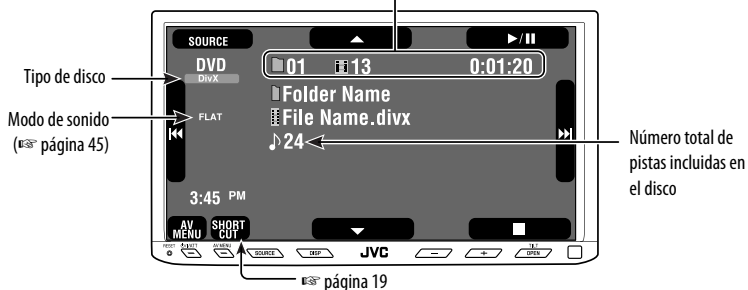 SOURCE
DVD
DivX
01 13 0:01:20
Folder Name
File Name.divx
24
FLAT
3:45 PM
AV MENU
SHORT CUT
Tipo de disco
Modo de sonido
(☞ página 45)
Número total de
pistas incluidas en
el disco
RESET
AV MENU
SOURCE
DISP
JVC
TILT
OPEN
☞ página 19